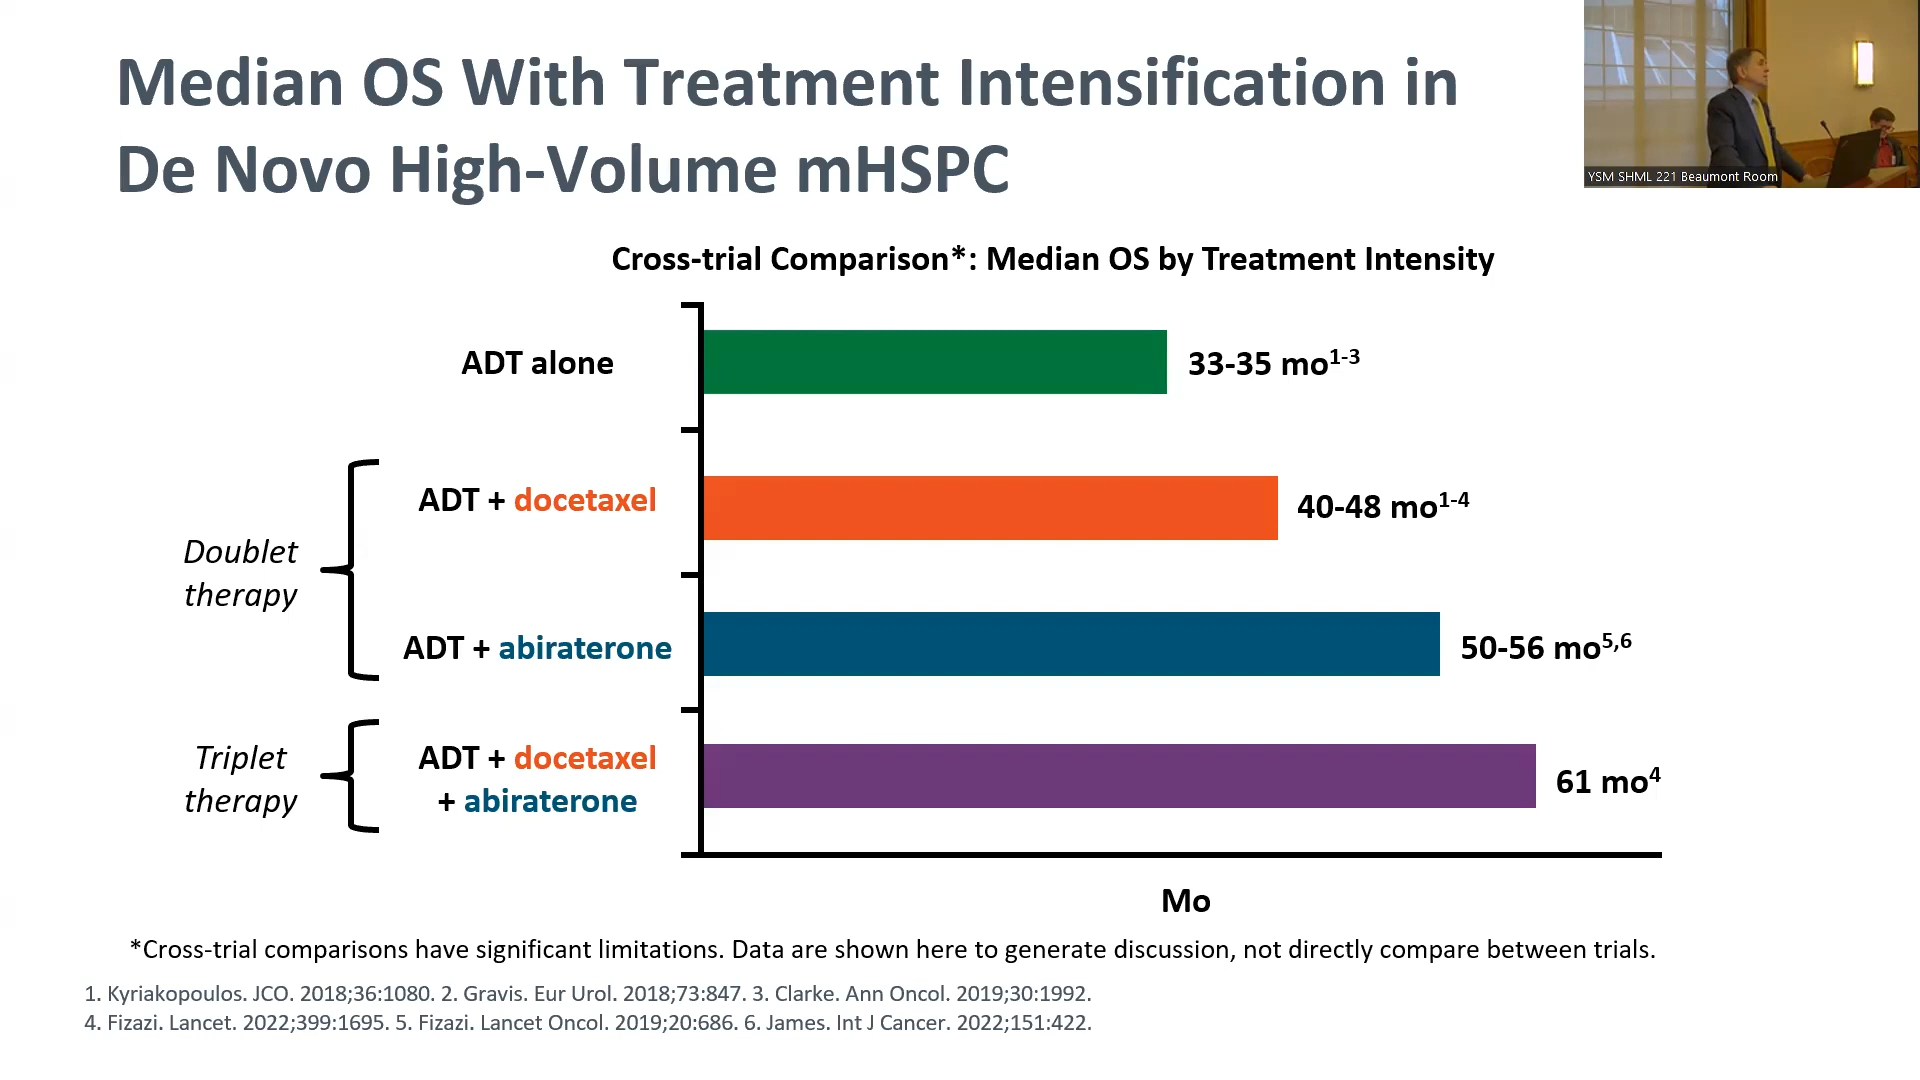 Median OS With Treatment Intensification in
De Novo High-Volume mHSPC
YSM SHML 221 Beaumont Room
Cross-trial Comparison*: Median OS by Treatment Intensity
ADT alone
33-35 mo1-3
Doublet
therapy
ADT + docetaxel
40-48 mo1-4
ADT + abiraterone
50-56 mo5,6
Triplet
therapy
ADT + docetaxel
+ abiraterone
61 mo4
Mo
*Cross-trial comparisons have significant limitations. Data are shown here to generate discussion, not directly compare between trials.
1. Kyriakopoulos. JCO. 2018;36:1080. 2. Gravis. Eur Urol. 2018;73:847. 3. Clarke. Ann Oncol. 2019;30:1992.
4. Fizazi. Lancet. 2022;399:1695. 5. Fizazi. Lancet Oncol. 2019;20:686. 6. James. Int J Cancer. 2022;151:422.